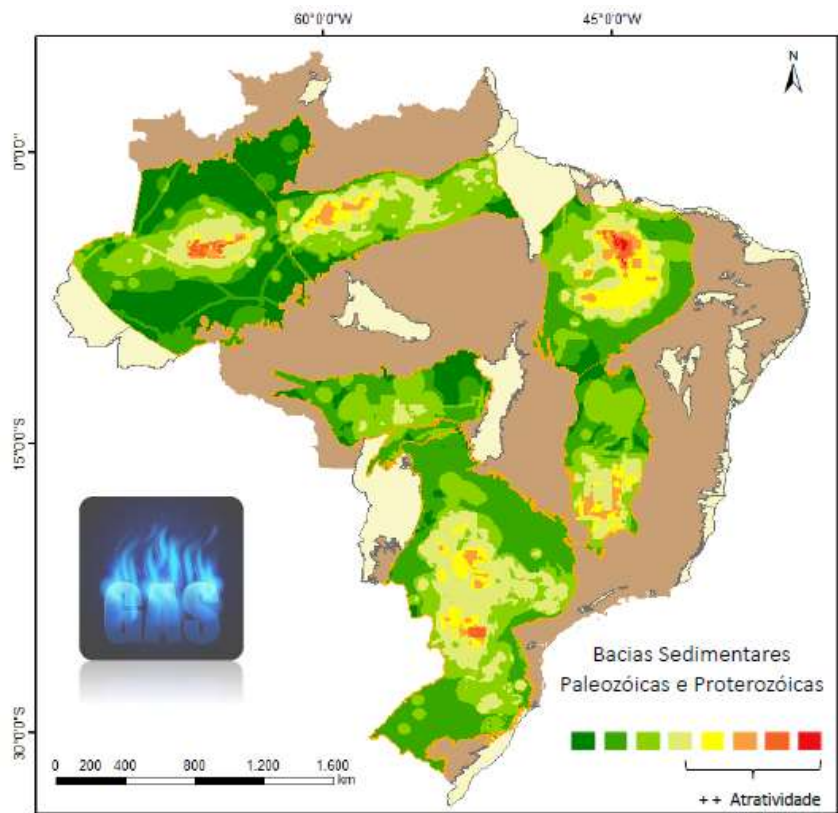 60°0'0"W
45°0'0"W
N
0°0'0"
15°0'0"S
30°0'0"S
GAS
Bacias Sedimentares
Paleozóicas e Proterozóicas
++ Atratividade
0 200 400 800 1.200 1.600
km